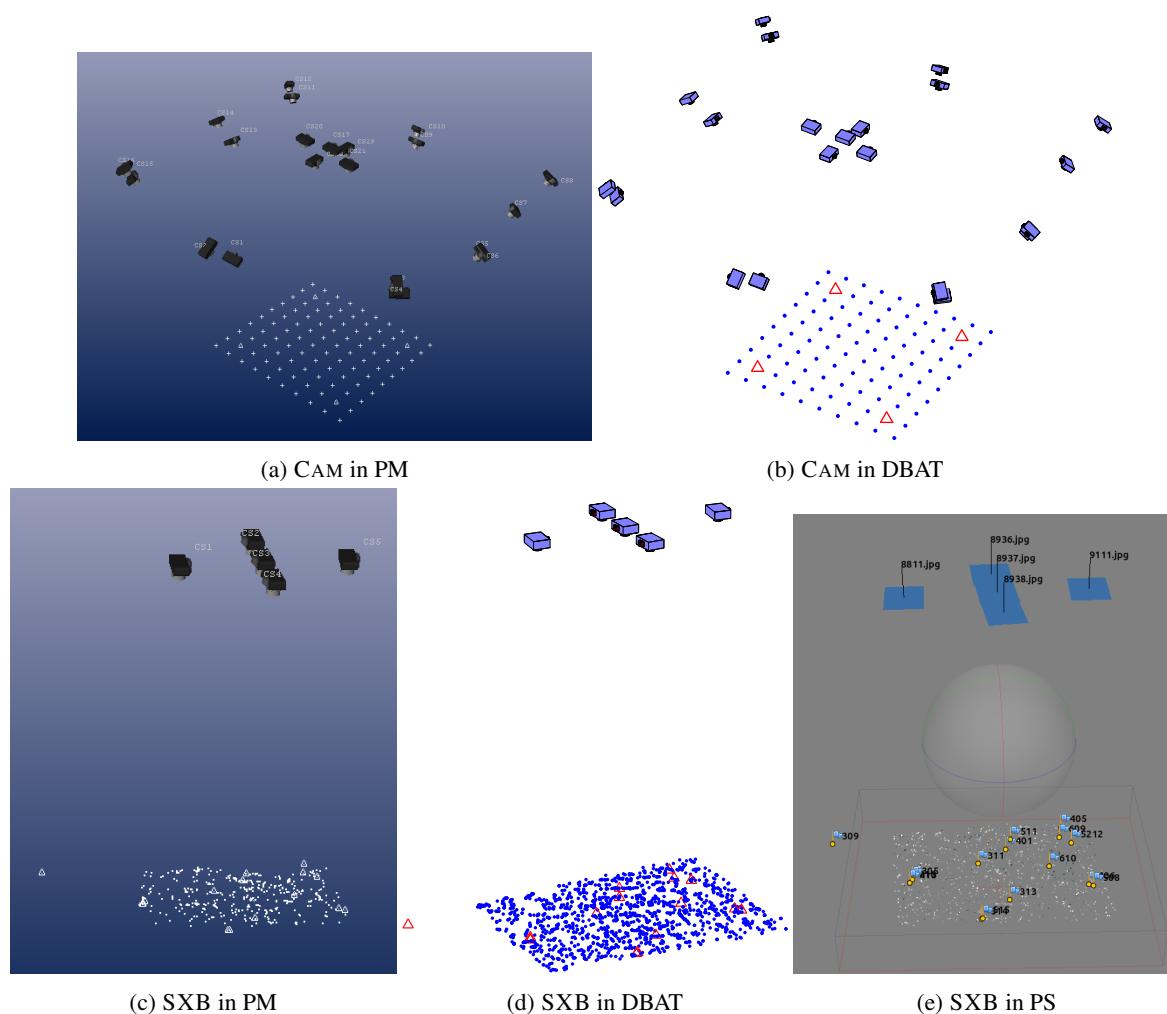 CS12
CS11
CS14
CS13
CS20
CS17
CS19
CS21
CS10
CS9
CS15
CS8
CS7
CS1
CS6
CS4
(a) CAM in PM
(b) CAM in DBAT
CS1
CS2
CS3
CS4
CS5
8936.jpg
8937.jpg
8938.jpg
8811.jpg
9111.jpg
309
405
511
401
5212
311
610
313
(c) SXB in PM
(d) SXB in DBAT
(e) SXB in PS